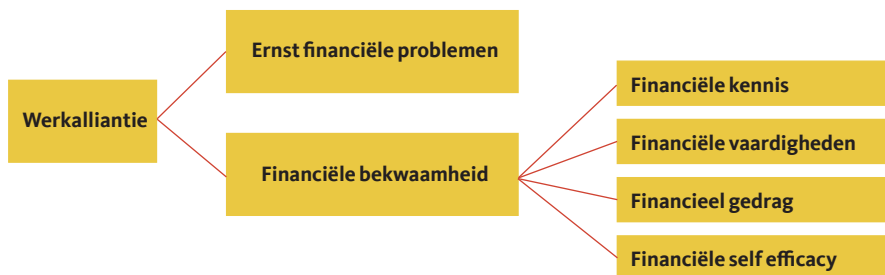 Ernst financiële problemen
Werkalliantie
Financiële bekwaamheid
Financiële kennis
Financiële vaardigheden
Financieel gedrag
Financiële self efficacy